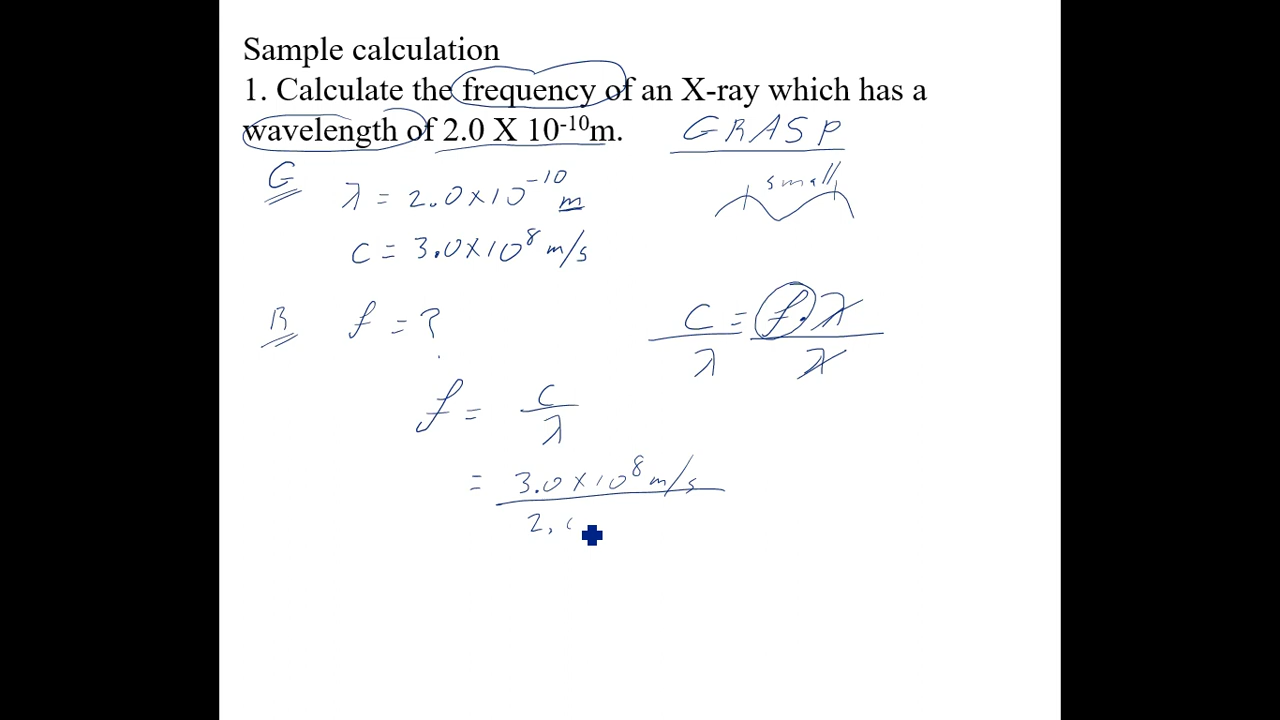 Sample calculation
1. Calculate the frequency of an X-ray which has a
wavelength of 2.0 X 10⁻¹⁰m.
GRASP
small
G λ = 2.0×10⁻¹⁰ m
c = 3.0×10⁸ m/s
R f = ?
c/λ = f·λ/λ
f = c/λ
= 3.0×10⁸ m/s
2.